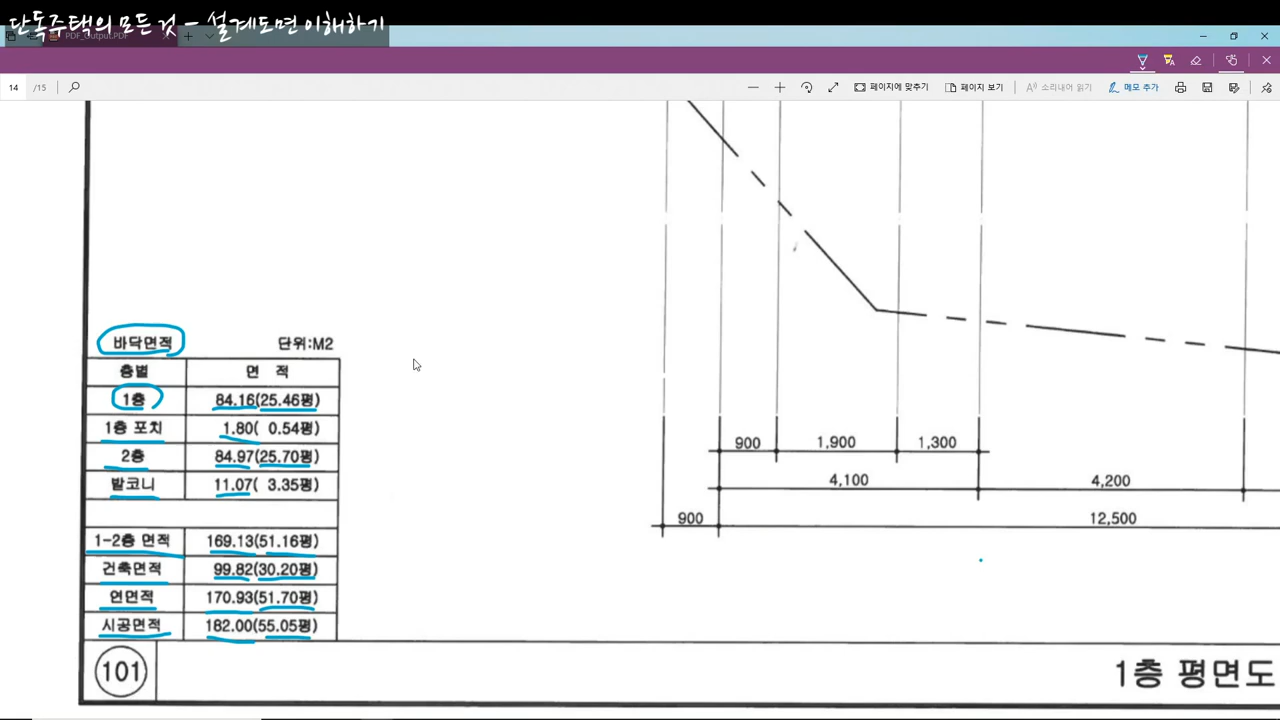 단독주택의 모든 것 - 설계도면 이해하기
PDF_Output.PDF
14 /15
페이지에 맞추기
페이지 보기
소리내어 읽기
메모 추가
바닥면적 단위:M2
층별 면 적
1층 84.16(25.46평)
1층 포치 1.80( 0.54평)
2층 84.97(25.70평)
발코니 11.07( 3.35평)
1-2층 면적 169.13(51.16평)
건축면적 99.82(30.20평)
연면적 170.93(51.70평)
시공면적 182.00(55.05평)
900 1,900 1,300
4,100 4,200
900 12,500
101
1층 평면도